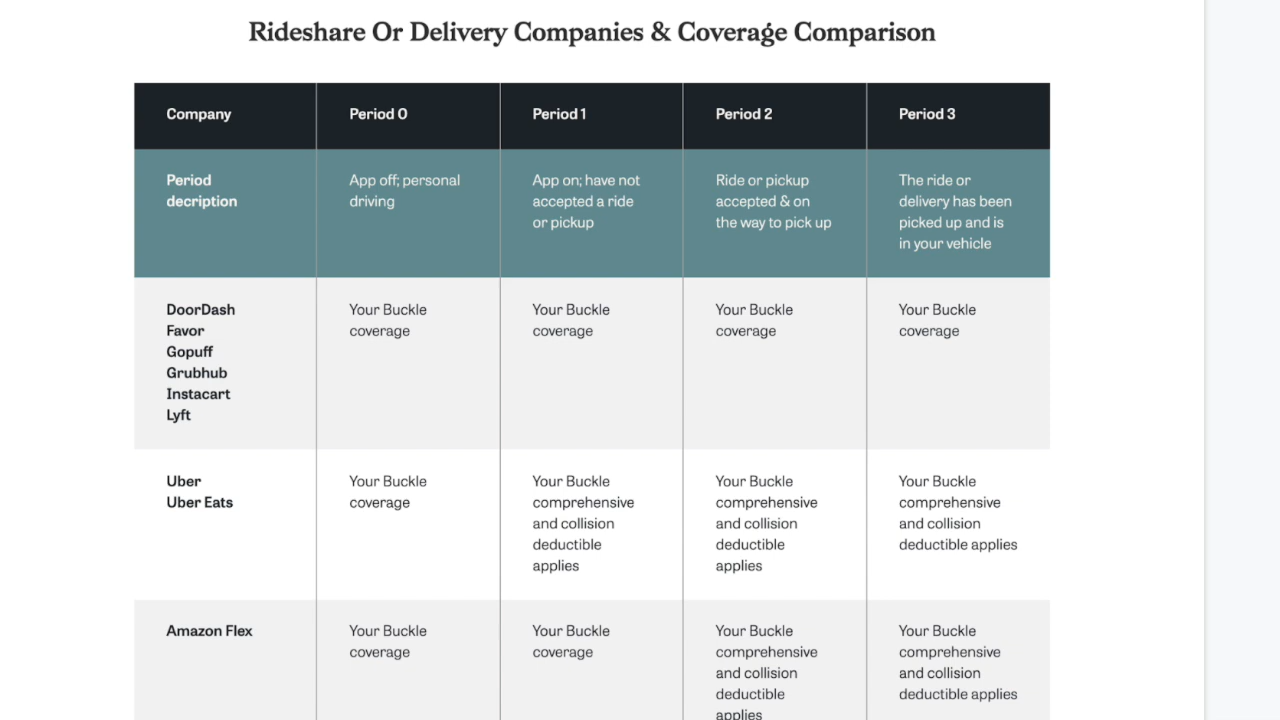 Rideshare Or Delivery Companies & Coverage Comparison
Company
Period 0
Period 1
Period 2
Period 3
Period
decription
App off; personal
driving
App on; have not
accepted a ride
or pickup
Ride or pickup
accepted & on
the way to pick up
The ride or
delivery has been
picked up and is
in your vehicle
DoorDash
Favor
Gopuff
Grubhub
Instacart
Lyft
Your Buckle
coverage
Your Buckle
coverage
Your Buckle
coverage
Your Buckle
coverage
Uber
Uber Eats
Your Buckle
coverage
Your Buckle
comprehensive
and collision
deductible
applies
Your Buckle
comprehensive
and collision
deductible
applies
Your Buckle
comprehensive
and collision
deductible applies
Amazon Flex
Your Buckle
coverage
Your Buckle
coverage
Your Buckle
comprehensive
and collision
deductible
applies
Your Buckle
comprehensive
and collision
deductible applies